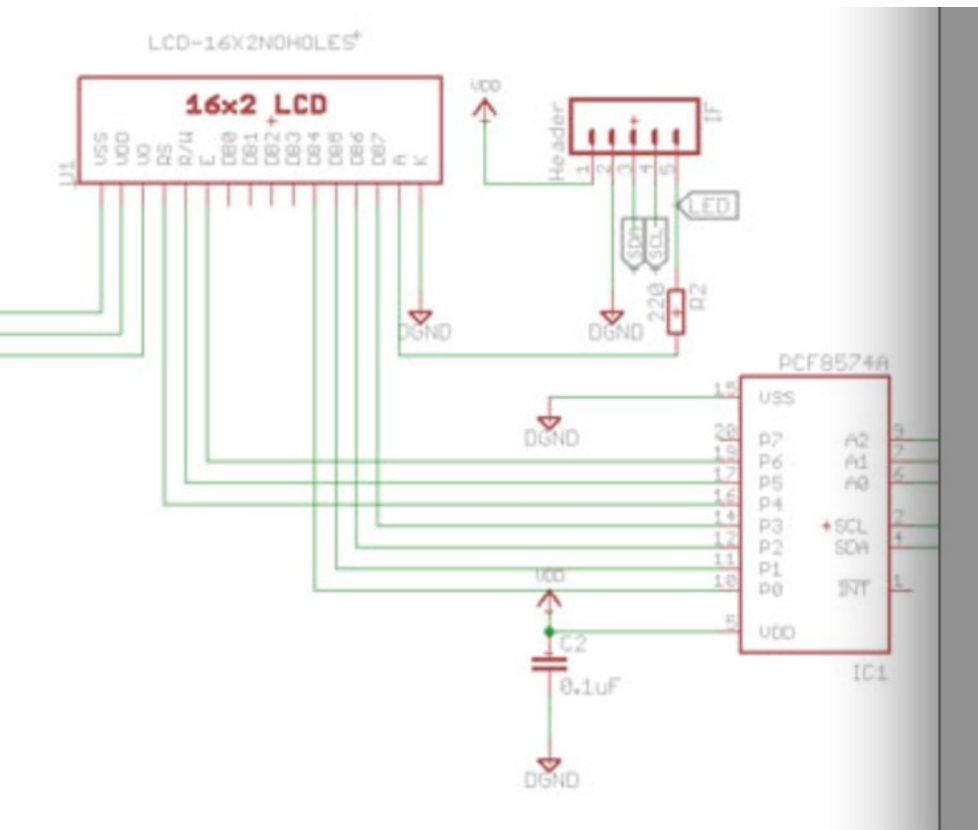 LCD-16X2NOHOLES
16x2 LCD
VSS
VDD
VO
RS
R/W
E
DB0
DB1
DB2
DB3
DB4
DB5
DB6
DB7
A
K
U1
VDD
Header
IF
1
2
3
4
5
LED
SDA
SCL
220
R2
DGND
DGND
PCF8574A
15
VSS
DGND
20
P7
A2
9
19
P6
A1
7
17
P5
A0
6
16
P4
14
P3
SCL
2
12
P2
SDA
4
11
P1
VDD
10
P0
INT
1
5
VDD
C2
0.1uF
IC1
DGND